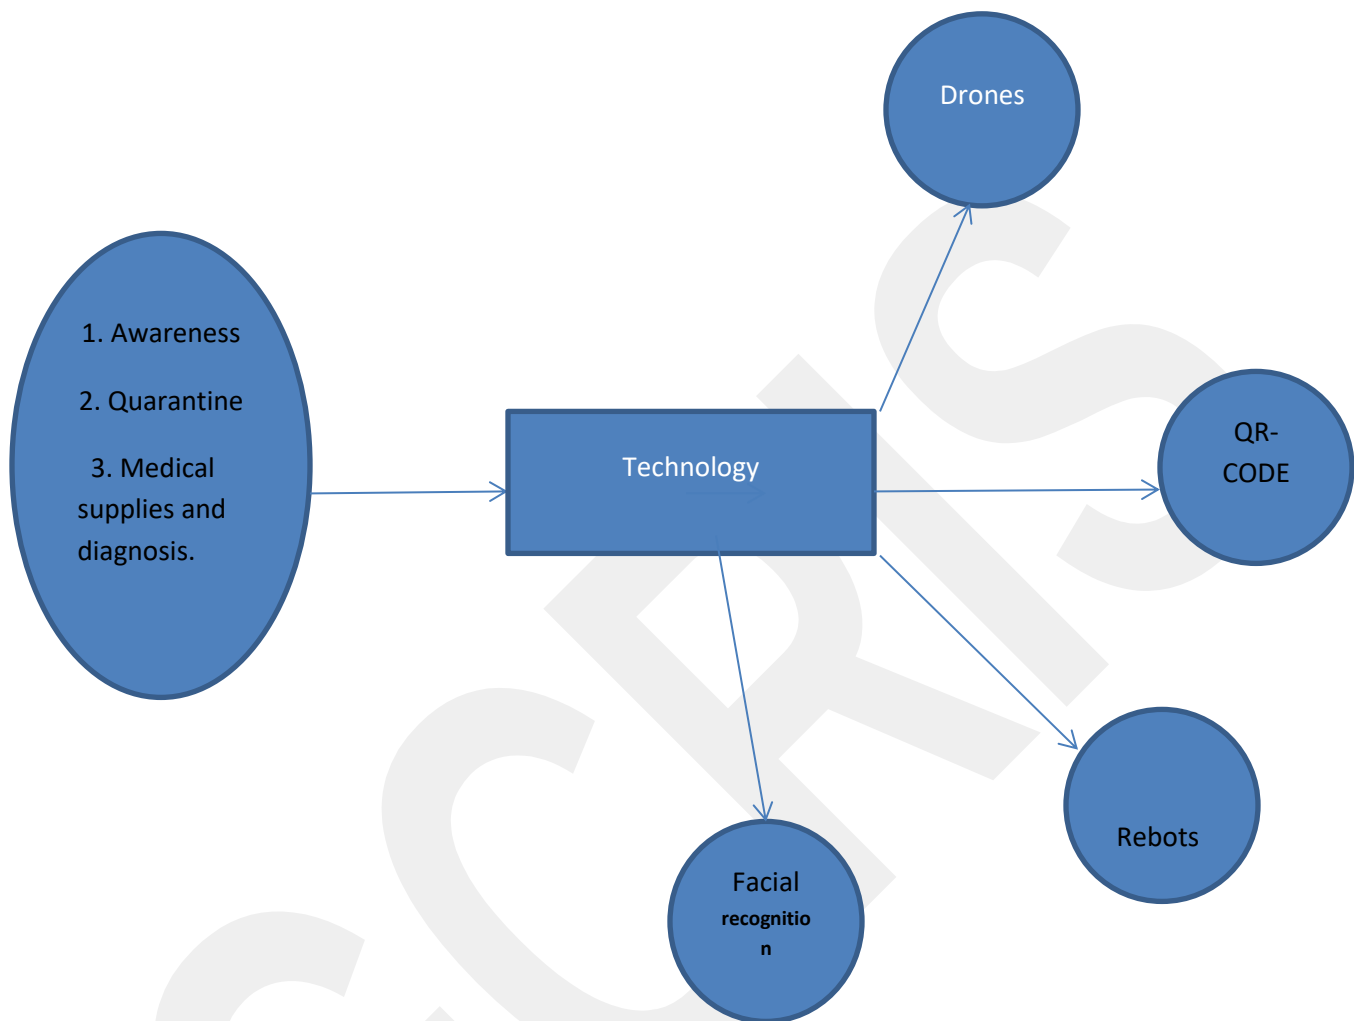 Drones
1. Awareness
2. Quarantine
3. Medical
supplies and
diagnosis.
Technology
QR-
CODE
Rebots
Facial
recognitio
n